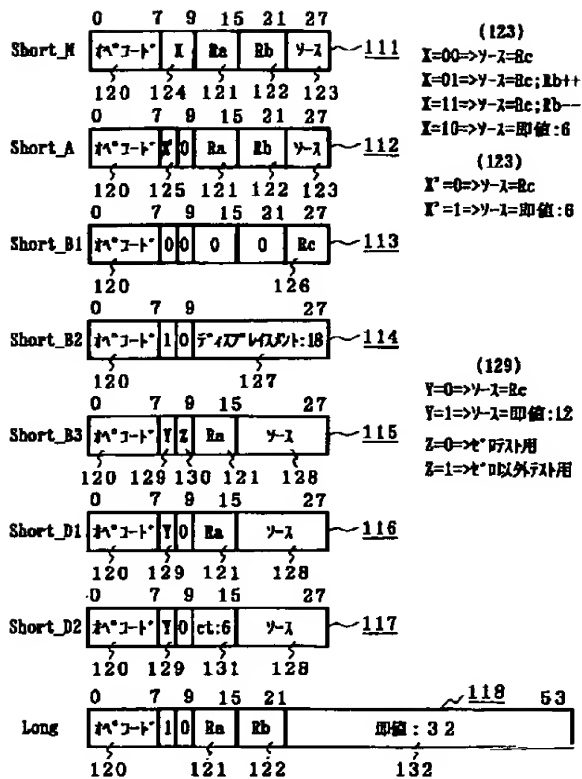 0 7 9 15 21 27
Short_M オペコード X Ra Rb ソース 111
120 124 121 122 123
(123)
X=00=>ソース=Rc
X=01=>ソース=Rc;Rb++
X=11=>ソース=Rc;Rb--
X=10=>ソース=即値:6
0 7 9 15 21 27
Short_A オペコード X' 0 Ra Rb ソース 112
120 125 121 122 123
(123)
X'=0=>ソース=Rc
X'=1=>ソース=即値:6
0 7 9 15 21 27
Short_B1 オペコード 0 0 0 0 Rc 113
120 126
0 7 9 27
Short_B2 オペコード 1 0 ディスプレイスメント:18 114
120 127
0 7 9 15 27
Short_B3 オペコード Y Z Ra ソース 115
120 129 130 121 128
(129)
Y=0=>ソース=Rc
Y=1=>ソース=即値:12
Z=0=>ゼロテスト用
Z=1=>ゼロ以外テスト用
0 7 9 15 27
Short_D1 オペコード Y 0 Ra ソース 116
120 129 121 128
0 7 9 15 27
Short_D2 オペコード Y 0 ct:6 ソース 117
120 129 131 128
0 7 9 15 21 118 53
Long オペコード 1 0 Ra Rb 即値:32
120 121 122 132